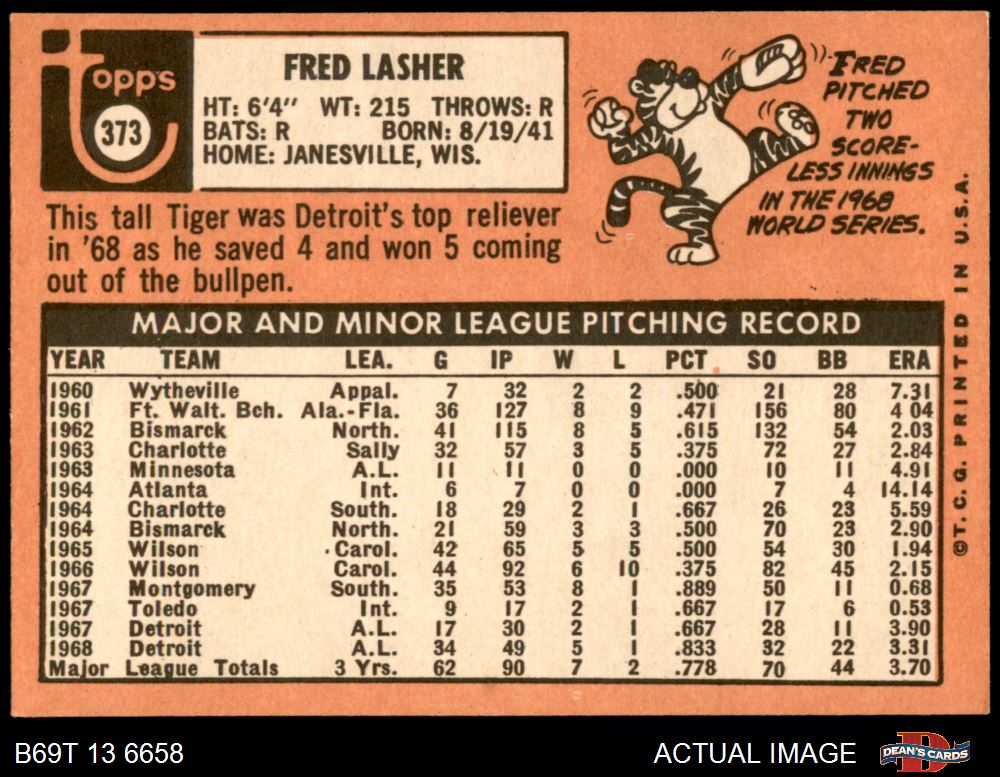 topps
373
FRED LASHER
HT: 6'4" WT: 215 THROWS: R
BATS: R BORN: 8/19/41
HOME: JANESVILLE, WIS.
FRED
PITCHED
TWO
SCORE-
LESS INNINGS
IN THE 1968
WORLD SERIES.
This tall Tiger was Detroit's top reliever
in '68 as he saved 4 and won 5 coming
out of the bullpen.
MAJOR AND MINOR LEAGUE PITCHING RECORD
YEAR TEAM LEA. G IP W L PCT. SO BB ERA
1960 Wytheville Appal. 7 32 2 2 .500 21 28 7.31
1961 Ft. Walt. Bch. Ala.-Fla. 36 127 8 9 .471 156 80 4 04
1962 Bismarck North. 41 115 8 5 .615 132 54 2.03
1963 Charlotte Sally 32 57 3 5 .375 72 27 2.84
1963 Minnesota A.L. 11 11 0 0 .000 10 11 4.91
1964 Atlanta Int. 6 7 0 0 .000 7 4 14.14
1964 Charlotte South. 18 29 2 1 .667 26 23 5.59
1964 Bismarck North. 21 59 3 3 .500 70 23 2.90
1965 Wilson Carol. 42 65 5 5 .500 54 30 1.94
1966 Wilson Carol. 44 92 6 10 .375 82 45 2.15
1967 Montgomery South. 35 53 8 1 .889 50 11 0.68
1967 Toledo Int. 9 17 2 1 .667 17 6 0.53
1967 Detroit A.L. 17 30 2 1 .667 28 11 3.90
1968 Detroit A.L. 34 49 5 1 .833 32 22 3.31
Major League Totals 3 Yrs. 62 90 7 2 .778 70 44 3.70
©T. C. G. PRINTED IN U.S.A.
B69T 13 6658
ACTUAL IMAGE
DEAN'S CARDS